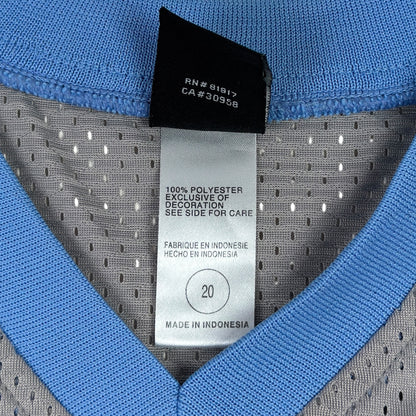 RN# 81917
CA# 30958
100% POLYESTER
EXCLUSIVE OF
DECORATION
SEE SIDE FOR CARE
FABRIQUE EN INDONESIE
HECHO EN INDONESIA
20
MADE IN INDONESIA